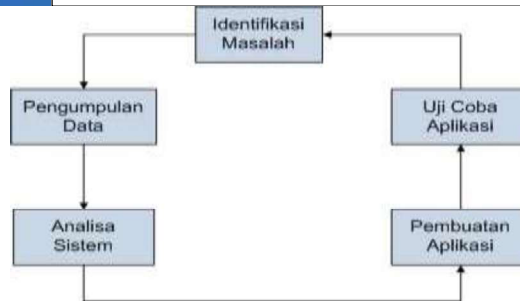 Identifikasi
Masalah
Pengumpulan
Data
Analisa
Sistem
Pembuatan
Aplikasi
Uji Coba
Aplikasi